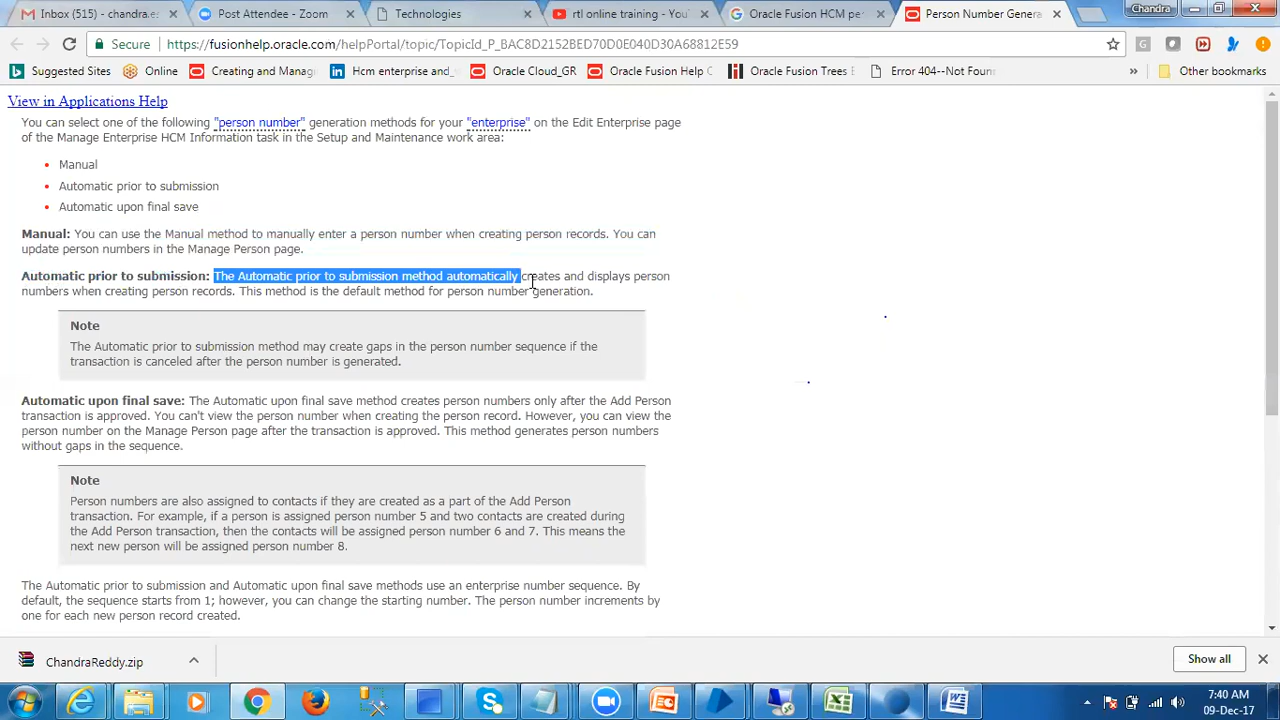 Inbox (515) - chandra.es
Post Attendee - Zoom
Technologies
rtl online training - You
Oracle Fusion HCM pe
Person Number Genera
Chandra
Secure
https://fusionhelp.oracle.com/helpPortal/topic/TopicId_P_BAC8D2152BED70D0E040D30A68812E59
Suggested Sites
Online
Creating and Manag
Hcm enterprise and
Oracle Cloud_GR
Oracle Fusion Help C
Oracle Fusion Trees E
Error 404--Not Foun
Other bookmarks
View in Applications Help
You can select one of the following "person number" generation methods for your "enterprise" on the Edit Enterprise page
of the Manage Enterprise HCM Information task in the Setup and Maintenance work area:
Manual
Automatic prior to submission
Automatic upon final save
Manual: You can use the Manual method to manually enter a person number when creating person records. You can
update person numbers in the Manage Person page.
Automatic prior to submission: The Automatic prior to submission method automatically creates and displays person
numbers when creating person records. This method is the default method for person number generation.
Note
The Automatic prior to submission method may create gaps in the person number sequence if the
transaction is canceled after the person number is generated.
Automatic upon final save: The Automatic upon final save method creates person numbers only after the Add Person
transaction is approved. You can't view the person number when creating the person record. However, you can view the
person number on the Manage Person page after the transaction is approved. This method generates person numbers
without gaps in the sequence.
Note
Person numbers are also assigned to contacts if they are created as a part of the Add Person
transaction. For example, if a person is assigned person number 5 and two contacts are created during
the Add Person transaction, then the contacts will be assigned person number 6 and 7. This means the
next new person will be assigned person number 8.
The Automatic prior to submission and Automatic upon final save methods use an enterprise number sequence. By
default, the sequence starts from 1; however, you can change the starting number. The person number increments by
one for each new person record created.
ChandraReddy.zip
Show all
7:40 AM
09-Dec-17